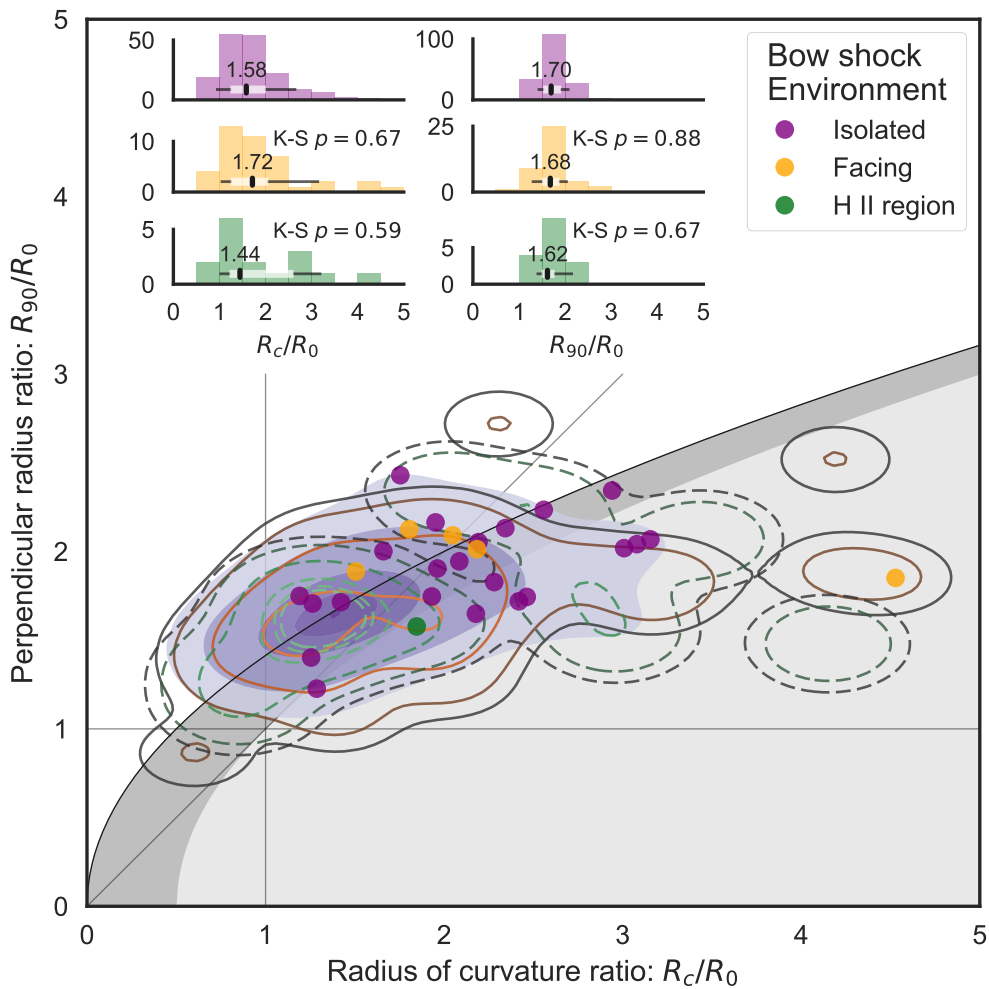 5
50
0
1.58
100
0
1.70
Bow shock
Environment
Isolated
Facing
H II region
10
0
K-S p = 0.67
1.72
25
0
K-S p = 0.88
1.68
4
5
0
K-S p = 0.59
1.44
5
0
K-S p = 0.67
1.62
0 1 2 3 4 5
0 1 2 3 4 5
Rc/R0
R90/R0
3
2
1
0
Perpendicular radius ratio: R90/R0
0 1 2 3 4 5
Radius of curvature ratio: Rc/R0